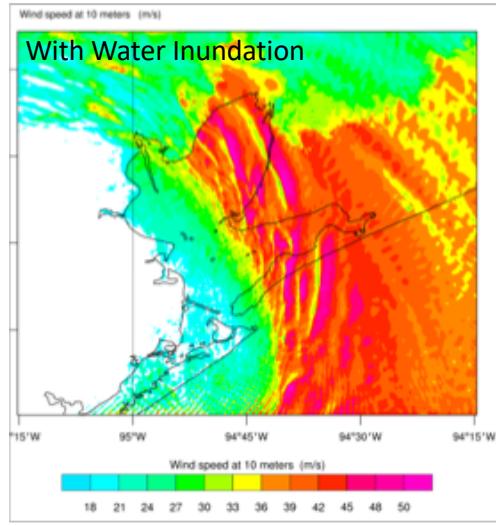 Wind speed at 10 meters (m/s)
With Water Inundation
°15'W 95°W 94°45'W 94°30'W 94°15'W
Wind speed at 10 meters (m/s)
18 21 24 27 30 33 36 39 42 45 48 50